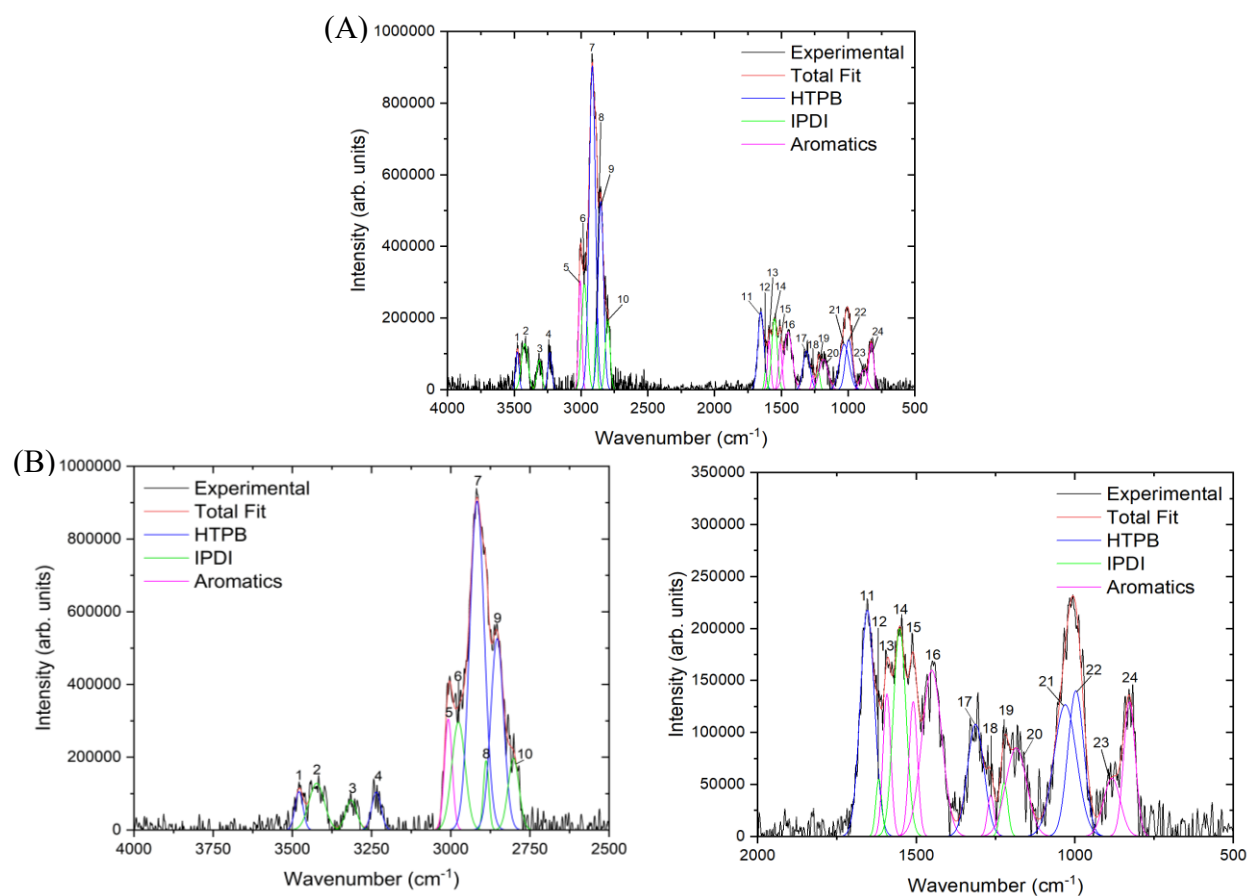 (A)
1000000
800000
600000
400000
200000
0
Intensity (arb. units)
4000 3500 3000 2500 2000 1500 1000 500
Wavenumber (cm-1)
Experimental
Total Fit
HTPB
IPDI
Aromatics
1 2 3 4 5 6 7 8 9 10 11 12 13 14 15 16 17 18 19 20 21 22 23 24
(B)
1000000
800000
600000
400000
200000
0
Intensity (arb. units)
4000 3750 3500 3250 3000 2750 2500
Wavenumber (cm-1)
Experimental
Total Fit
HTPB
IPDI
Aromatics
1 2 3 4 5 6 7 8 9 10
350000
300000
250000
200000
150000
100000
50000
0
Intensity (arb. units)
2000 1500 1000 500
Wavenumber (cm-1)
Experimental
Total Fit
HTPB
IPDI
Aromatics
11 12 13 14 15 16 17 18 19 20 21 22 23 24